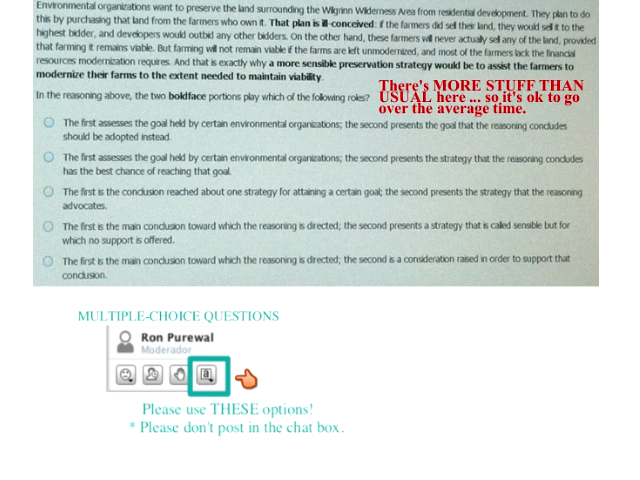 Environmental organizations want to preserve the land surrounding the Wilgrinn Wilderness Area from residential development. They plan to do
this by purchasing that land from the farmers who own it. That plan is ill-conceived: if the farmers did sell their land, they would sell it to the
highest bidder, and developers would outbid any other bidders. On the other hand, these farmers will never actually sell any of the land, provided
that farming it remains viable. But farming will not remain viable if the farms are left unmodernized, and most of the farmers lack the financial
resources modernization requires. And that is exactly why a more sensible preservation strategy would be to assist the farmers to
modernize their farms to the extent needed to maintain viability.
In the reasoning above, the two boldface portions play which of the following roles?
There's MORE STUFF THAN
USUAL here ... so it's ok to go
over the average time.
The first assesses the goal held by certain environmental organizations; the second presents the goal that the reasoning concludes
should be adopted instead.
The first assesses the goal held by certain environmental organizations; the second presents the strategy that the reasoning concludes
has the best chance of reaching that goal.
The first is the conclusion reached about one strategy for attaining a certain goal; the second presents the strategy that the reasoning
advocates.
The first is the main conclusion toward which the reasoning is directed; the second presents a strategy that is called sensible but for
which no support is offered.
The first is the main conclusion toward which the reasoning is directed; the second is a consideration raised in order to support that
conclusion.
MULTIPLE-CHOICE QUESTIONS
Ron Purewal
Moderador
a
Please use THESE options!
* Please don't post in the chat box.